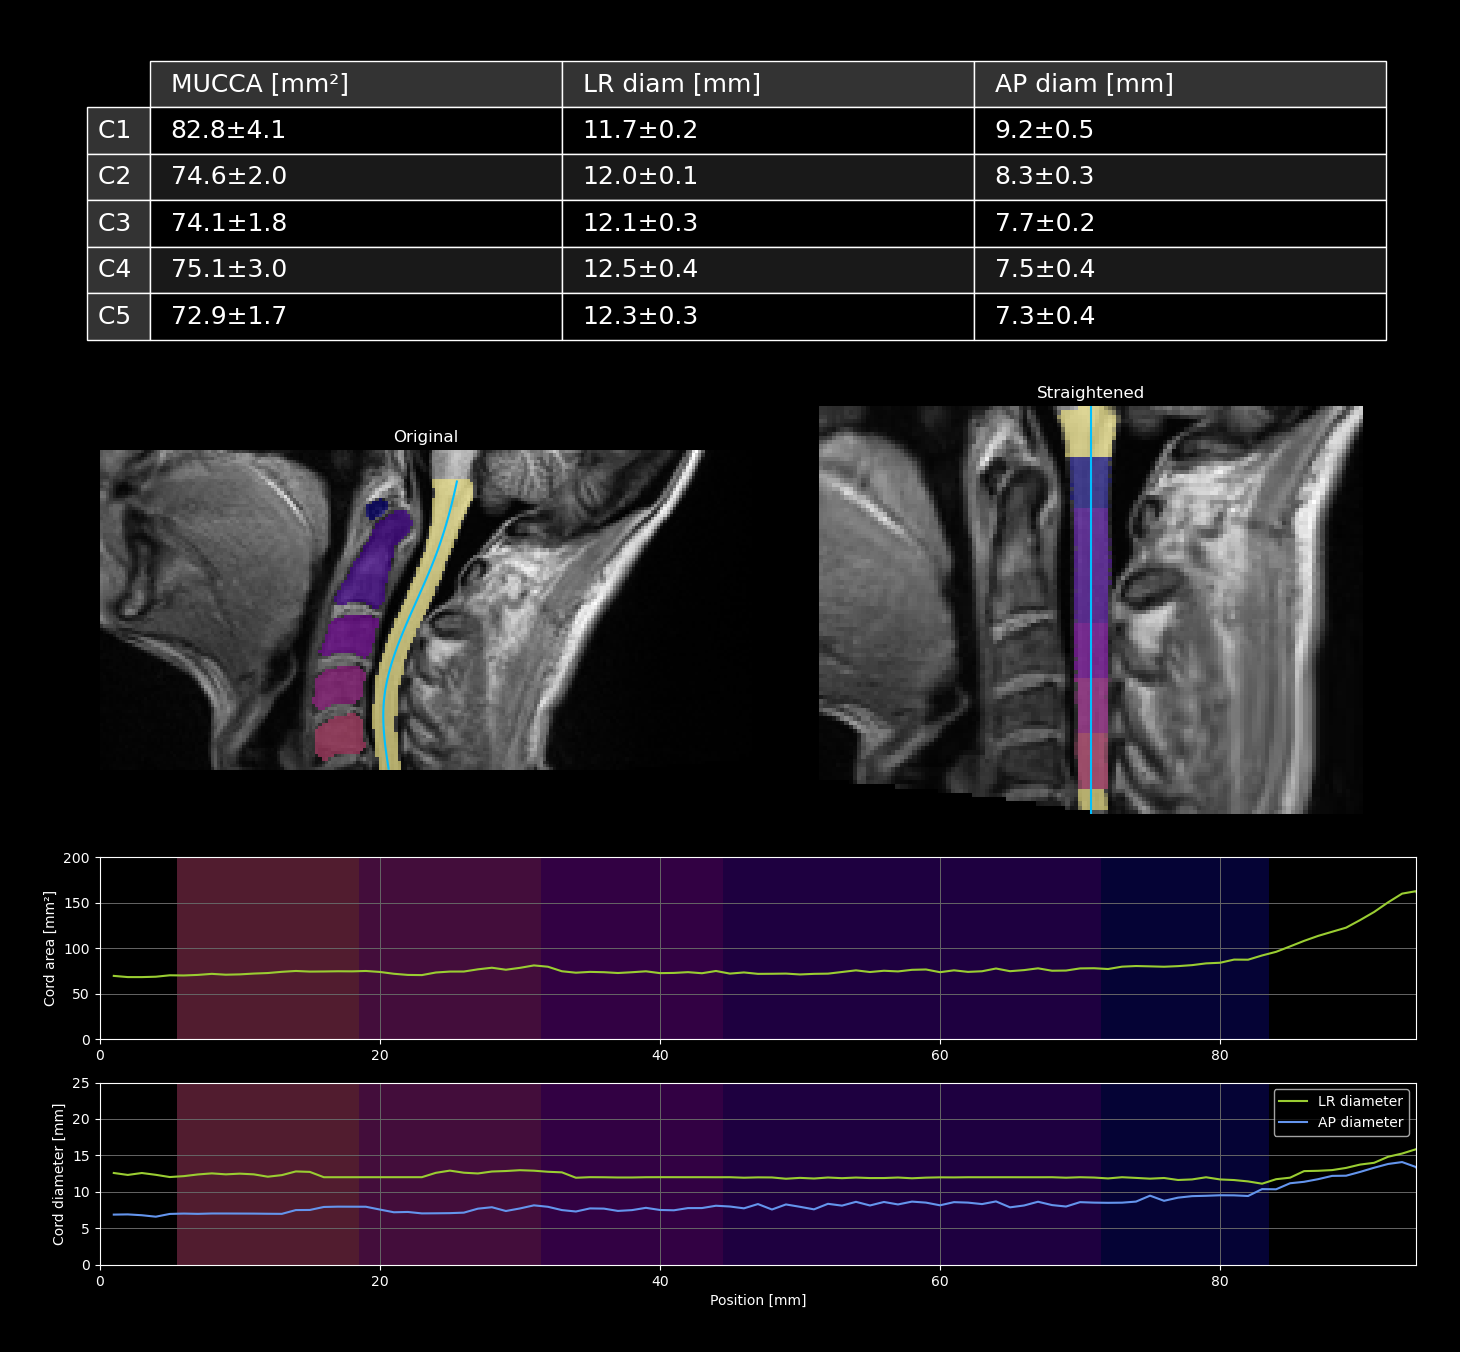 MUCCA [mm²] LR diam [mm] AP diam [mm]
C1 82.8±4.1 11.7±0.2 9.2±0.5
C2 74.6±2.0 12.0±0.1 8.3±0.3
C3 74.1±1.8 12.1±0.3 7.7±0.2
C4 75.1±3.0 12.5±0.4 7.5±0.4
C5 72.9±1.7 12.3±0.3 7.3±0.4
Original
Straightened
Cord area [mm²]
200
150
100
50
0
0 20 40 60 80
Cord diameter [mm]
25
20
15
10
5
0
LR diameter
AP diameter
0 20 40 60 80
Position [mm]